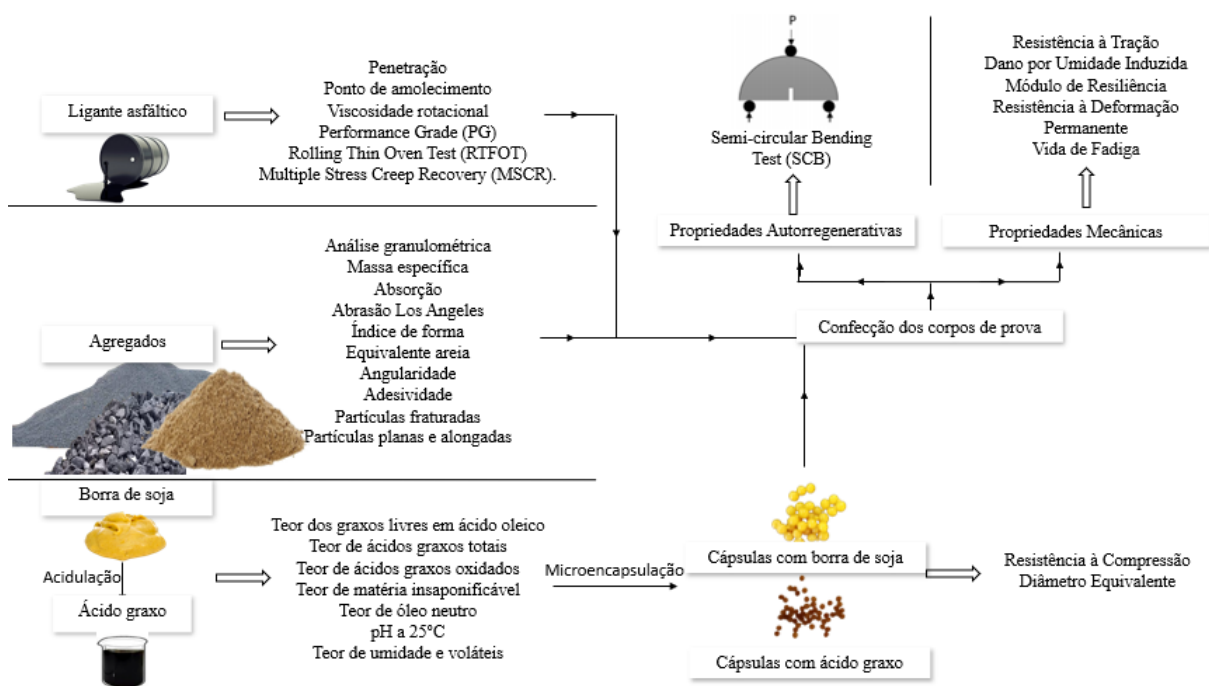 Ligante asfáltico
Penetração
Ponto de amolecimento
Viscosidade rotacional
Performance Grade (PG)
Rolling Thin Oven Test (RTFOT)
Multiple Stress Creep Recovery (MSCR).
P
Semi-circular Bending
Test (SCB)
Resistência à Tração
Dano por Umidade Induzida
Módulo de Resiliência
Resistência à Deformação
Permanente
Vida de Fadiga
Propriedades Autorregenerativas
Propriedades Mecânicas
Confecção dos corpos de prova
Agregados
Análise granulométrica
Massa específica
Absorção
Abrasão Los Angeles
Índice de forma
Equivalente areia
Angularidade
Adesividade
Partículas fraturadas
Partículas planas e alongadas
Borra de soja
Acidulação
Ácido graxo
Teor dos graxos livres em ácido oleico
Teor de ácidos graxos totais
Teor de ácidos graxos oxidados
Teor de matéria insaponificável
Teor de óleo neutro
pH a 25°C
Teor de umidade e voláteis
Microencapsulação
Cápsulas com borra de soja
Cápsulas com ácido graxo
Resistência à Compressão
Diâmetro Equivalente